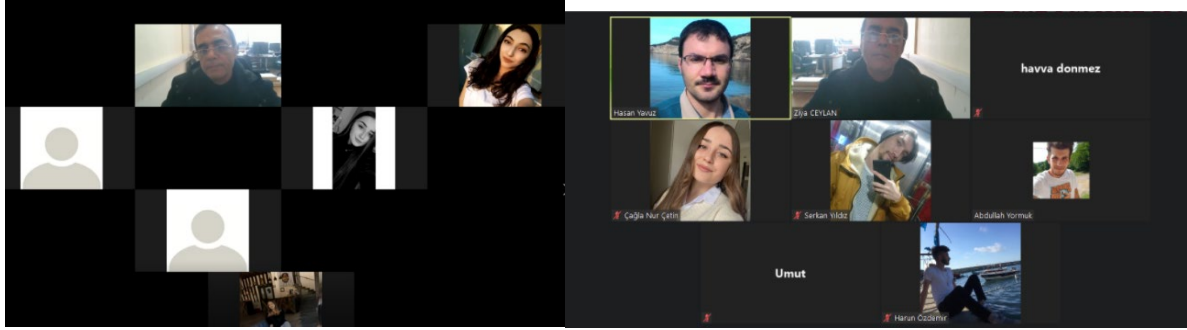 havva donmez
Hasan Yavuz
Ziya CEYLAN
Çağla Nur Çetin
Serkan Yıldız
Abdullah Yormuk
Umut
Harun Özdemir